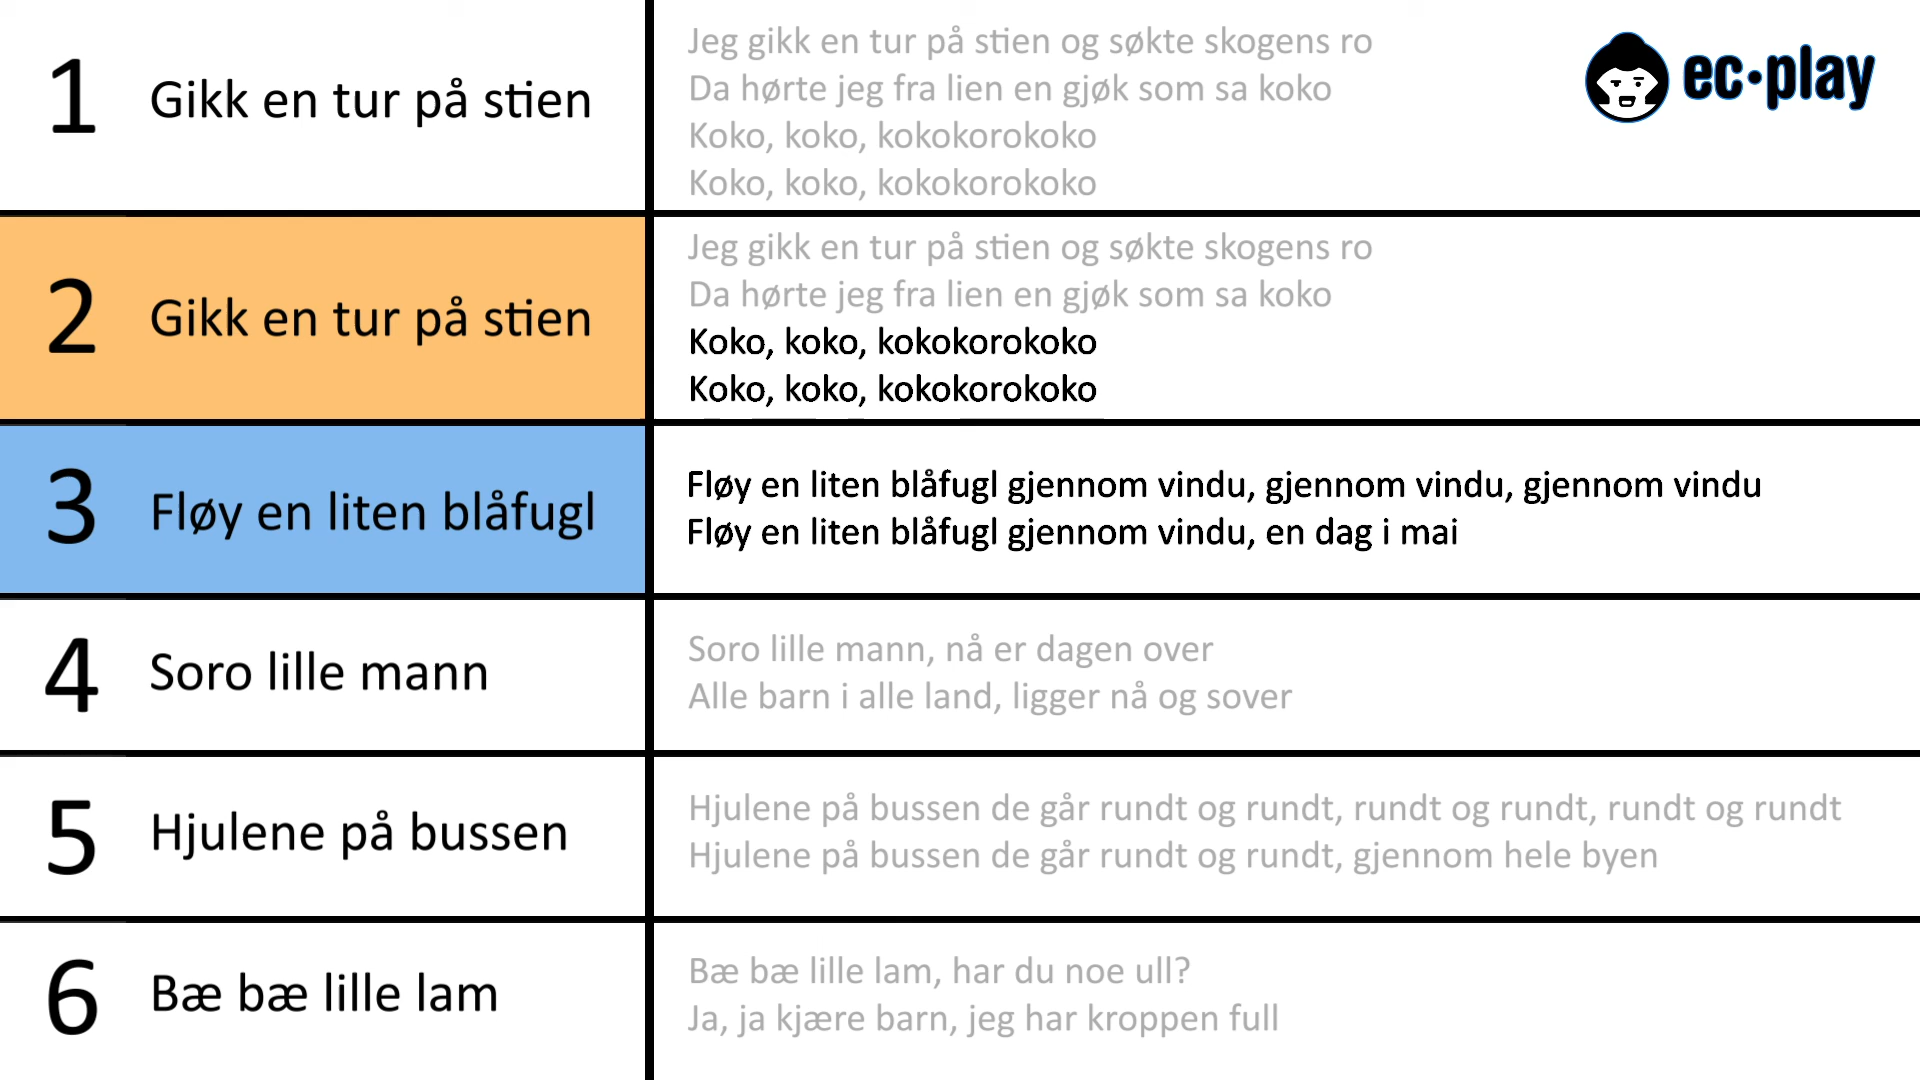 1 Gikk en tur på stien
Jeg gikk en tur på stien og søkte skogens ro
Da hørte jeg fra lien en gjøk som sa koko
Koko, koko, kokokorokoko
Koko, koko, kokokorokoko
ec·play
2 Gikk en tur på stien
Jeg gikk en tur på stien og søkte skogens ro
Da hørte jeg fra lien en gjøk som sa koko
Koko, koko, kokokorokoko
Koko, koko, kokokorokoko
3 Fløy en liten blåfugl
Fløy en liten blåfugl gjennom vindu, gjennom vindu, gjennom vindu
Fløy en liten blåfugl gjennom vindu, en dag i mai
4 Soro lille mann
Soro lille mann, nå er dagen over
Alle barn i alle land, ligger nå og sover
5 Hjulene på bussen
Hjulene på bussen de går rundt og rundt, rundt og rundt, rundt og rundt
Hjulene på bussen de går rundt og rundt, gjennom hele byen
6 Bæ bæ lille lam
Bæ bæ lille lam, har du noe ull?
Ja, ja kjære barn, jeg har kroppen full